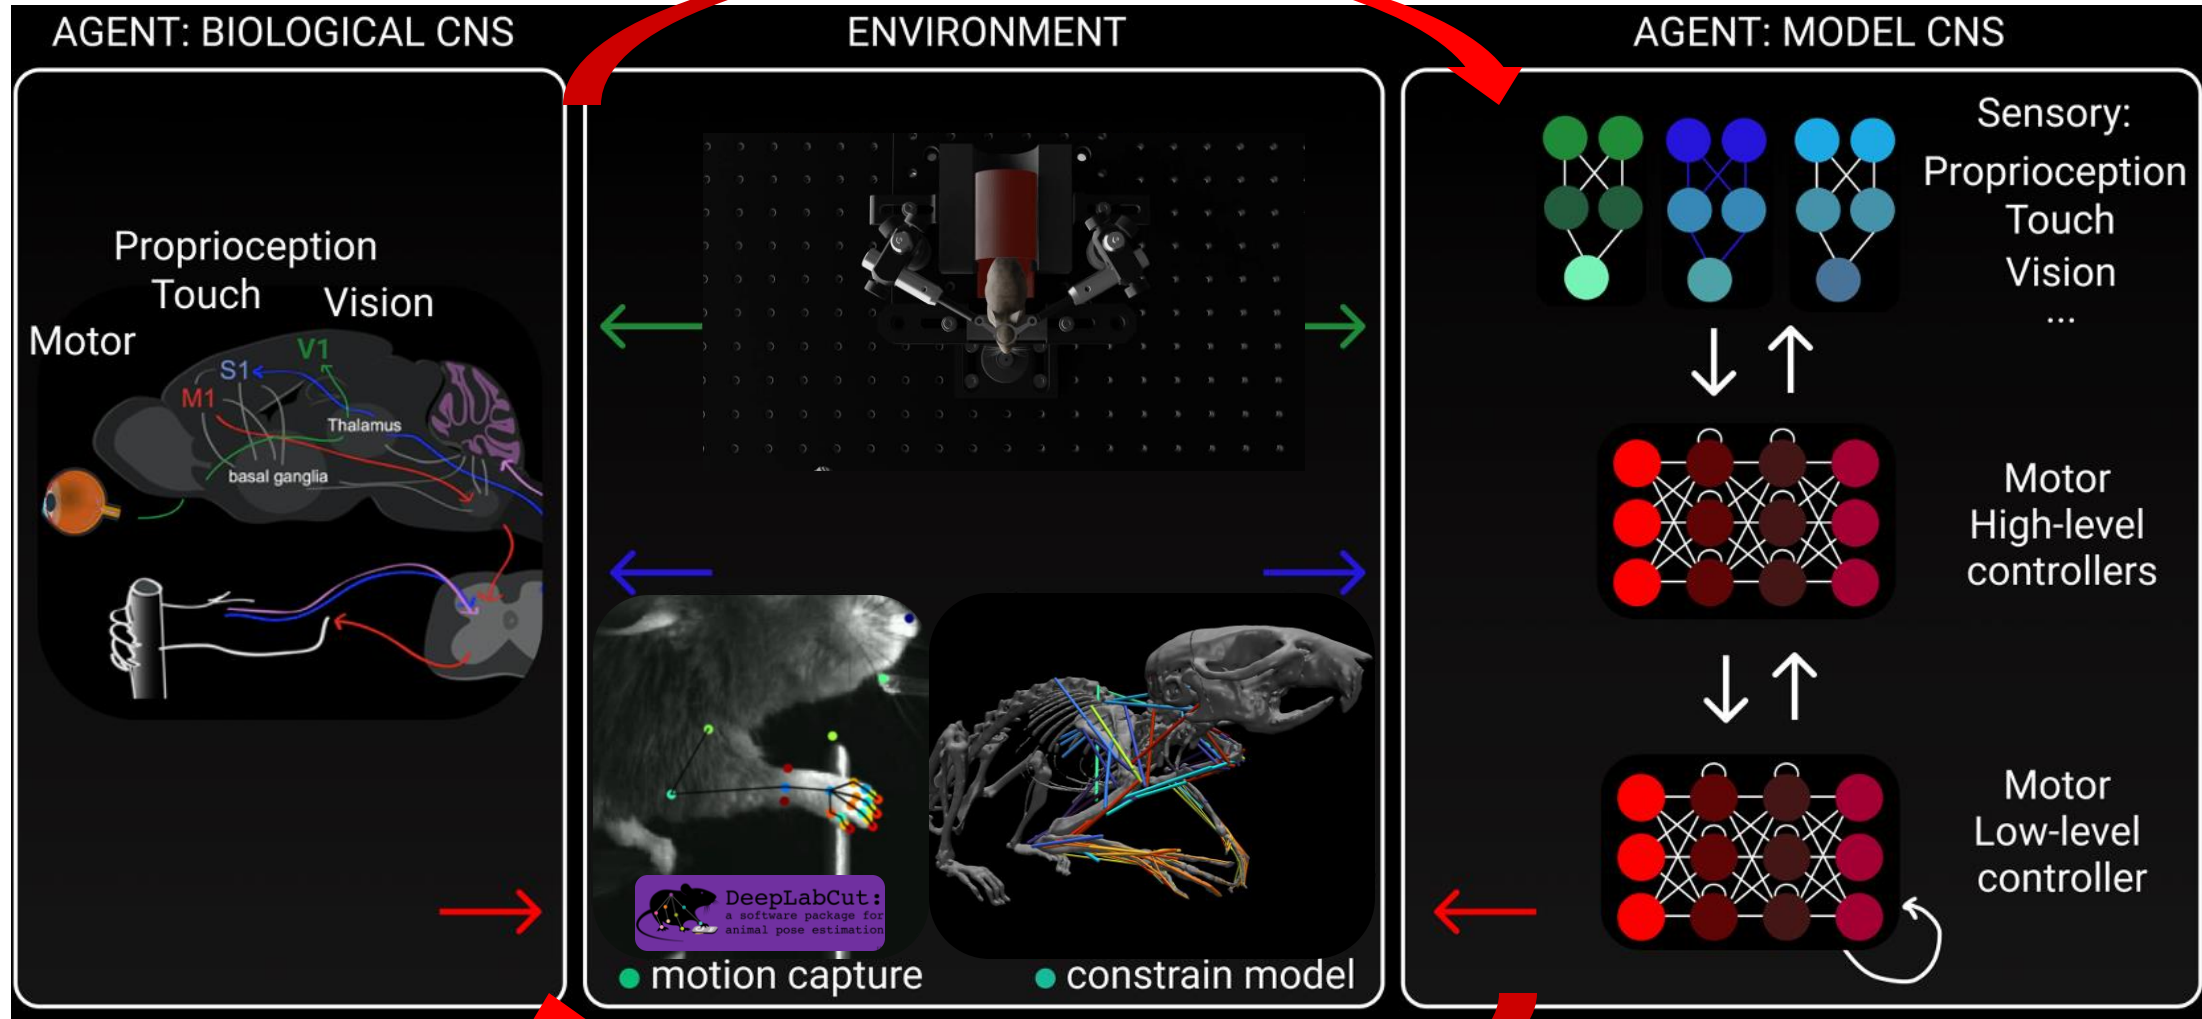 AGENT: BIOLOGICAL CNS
Proprioception
Touch
Vision
Motor
V1
S1
M1
Thalamus
basal ganglia
ENVIRONMENT
DeepLabCut:
a software package for
animal pose estimation
motion capture
constrain model
AGENT: MODEL CNS
Sensory:
Proprioception
Touch
Vision
...
Motor
High-level
controllers
Motor
Low-level
controller